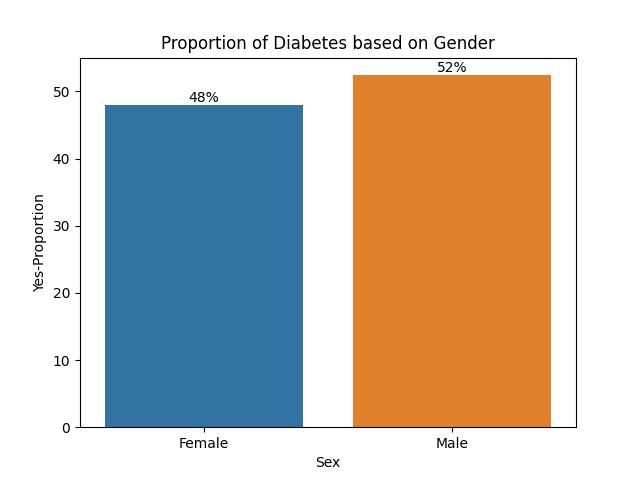 Proportion of Diabetes based on Gender
52%
48%
50
40
30
20
10
0
Yes-Proportion
Female Male
Sex